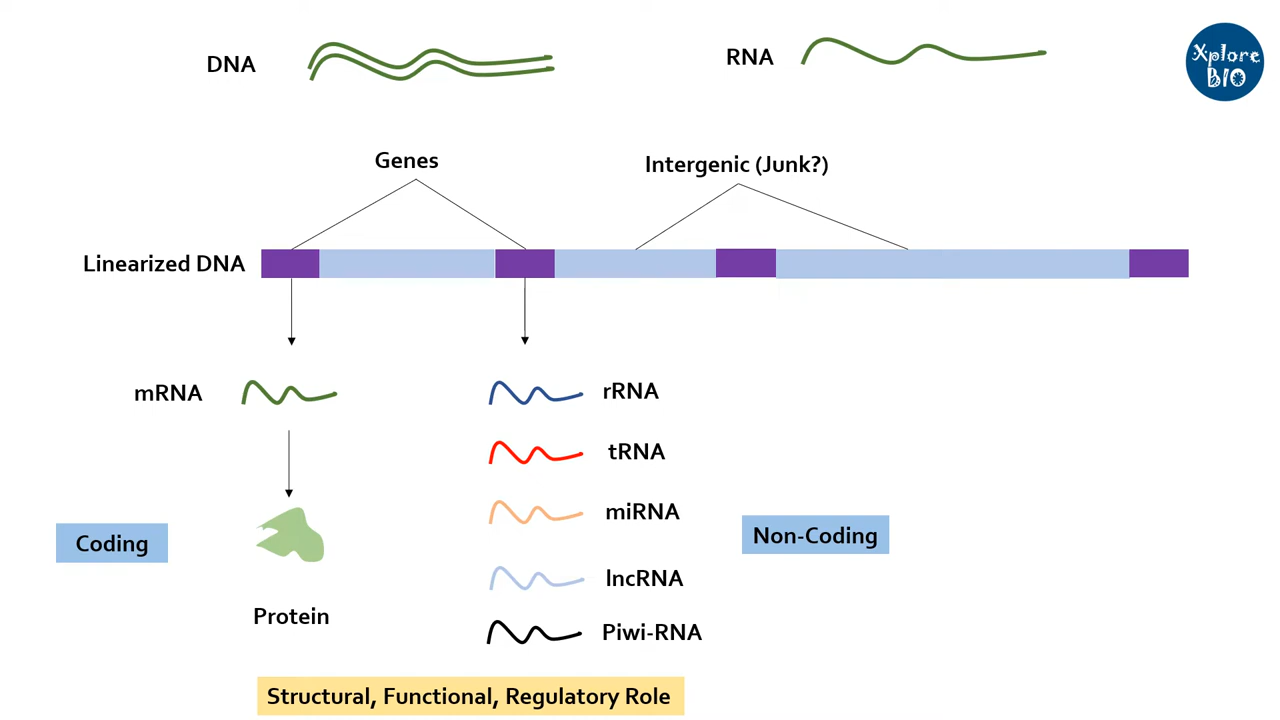 DNA
RNA
Xplore
BIO
Genes
Intergenic (Junk?)
Linearized DNA
mRNA
rRNA
tRNA
miRNA
Coding
Non-Coding
lncRNA
Protein
Piwi-RNA
Structural, Functional, Regulatory Role